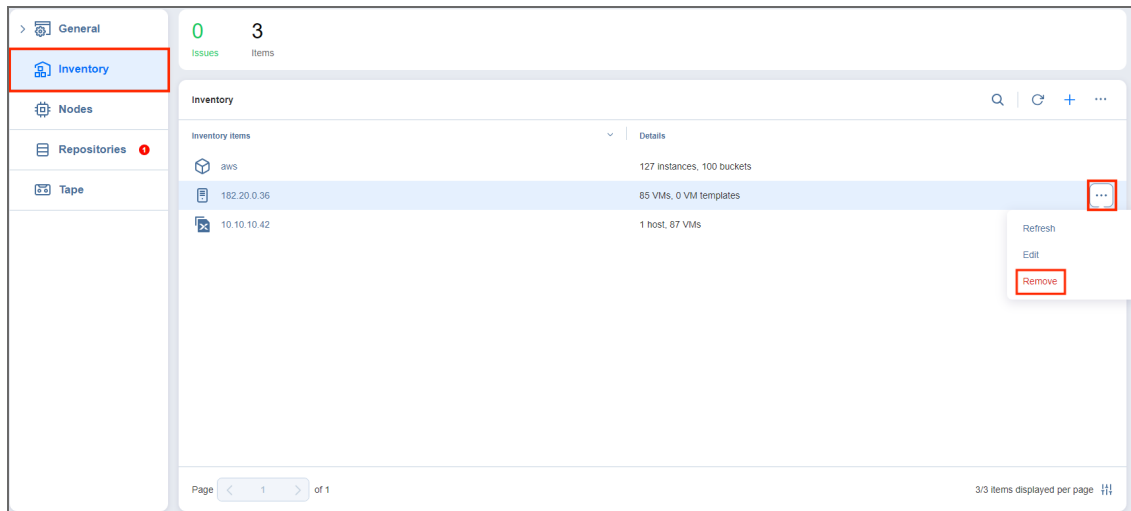 General
Inventory
Nodes
Repositories 1
Tape
0 3
Issues Items
Inventory
Inventory items Details
aws 127 instances, 100 buckets
182.20.0.36 85 VMs, 0 VM templates
10.10.10.42 1 host, 87 VMs
Refresh
Edit
Remove
Page 1 of 1 3/3 items displayed per page